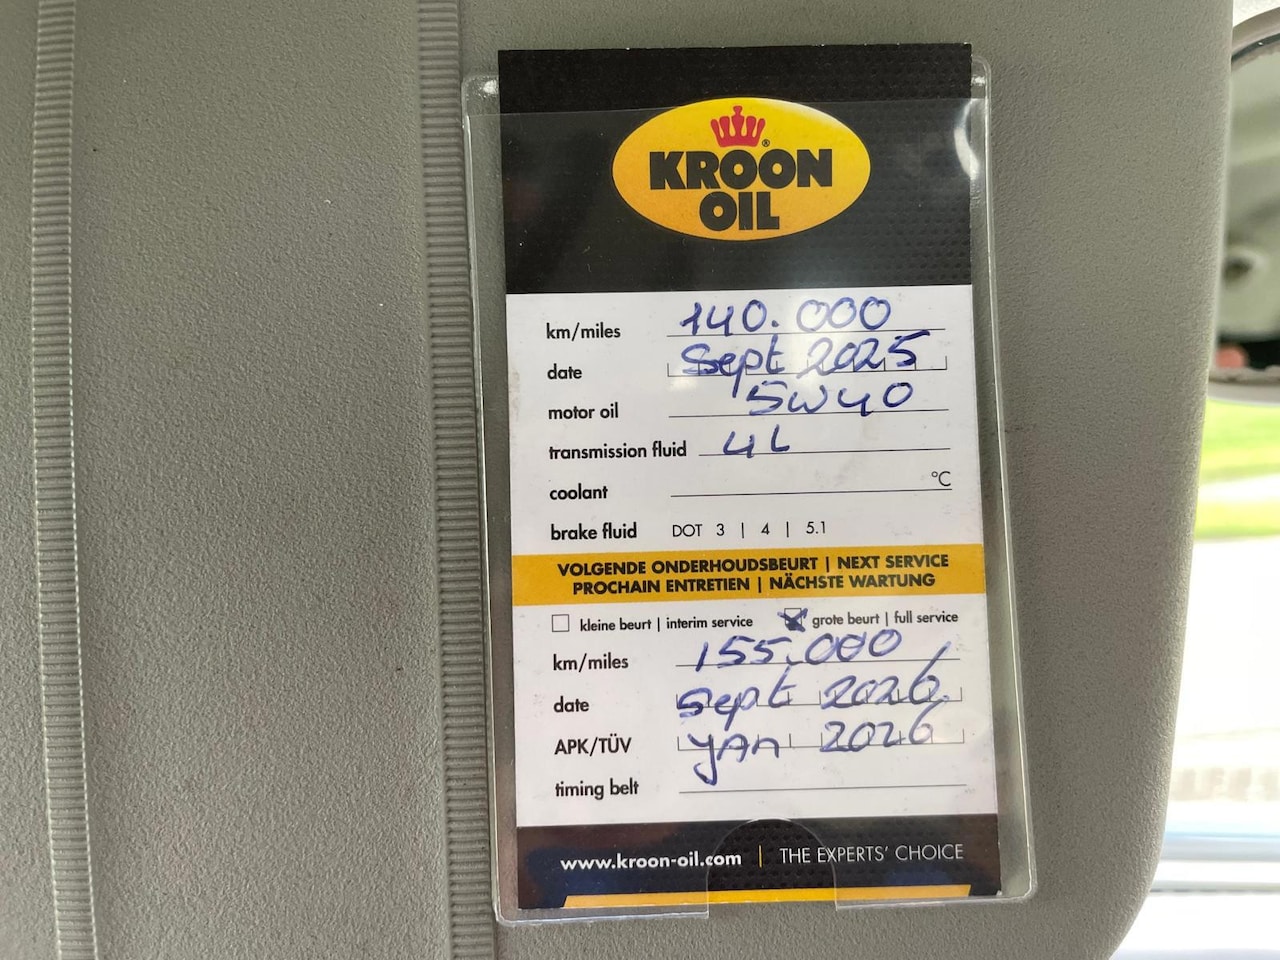 KROON
OIL
®
km/miles 140.000
date Sept 2025
motor oil 5W40
transmission fluid 4L
coolant °C
brake fluid DOT 3 | 4 | 5.1
VOLGENDE ONDERHOUDSBEURT | NEXT SERVICE
PROCHAIN ENTRETIEN | NÄCHSTE WARTUNG
kleine beurt | interim service grote beurt | full service
km/miles 155.000
date Sept 2026
APK/TÜV Jan 2026
timing belt
www.kroon-oil.com | THE EXPERTS' CHOICE